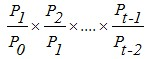 P₁/P₀ × P₂/P₁ × .... × Pₜ₋₁/Pₜ₋₂